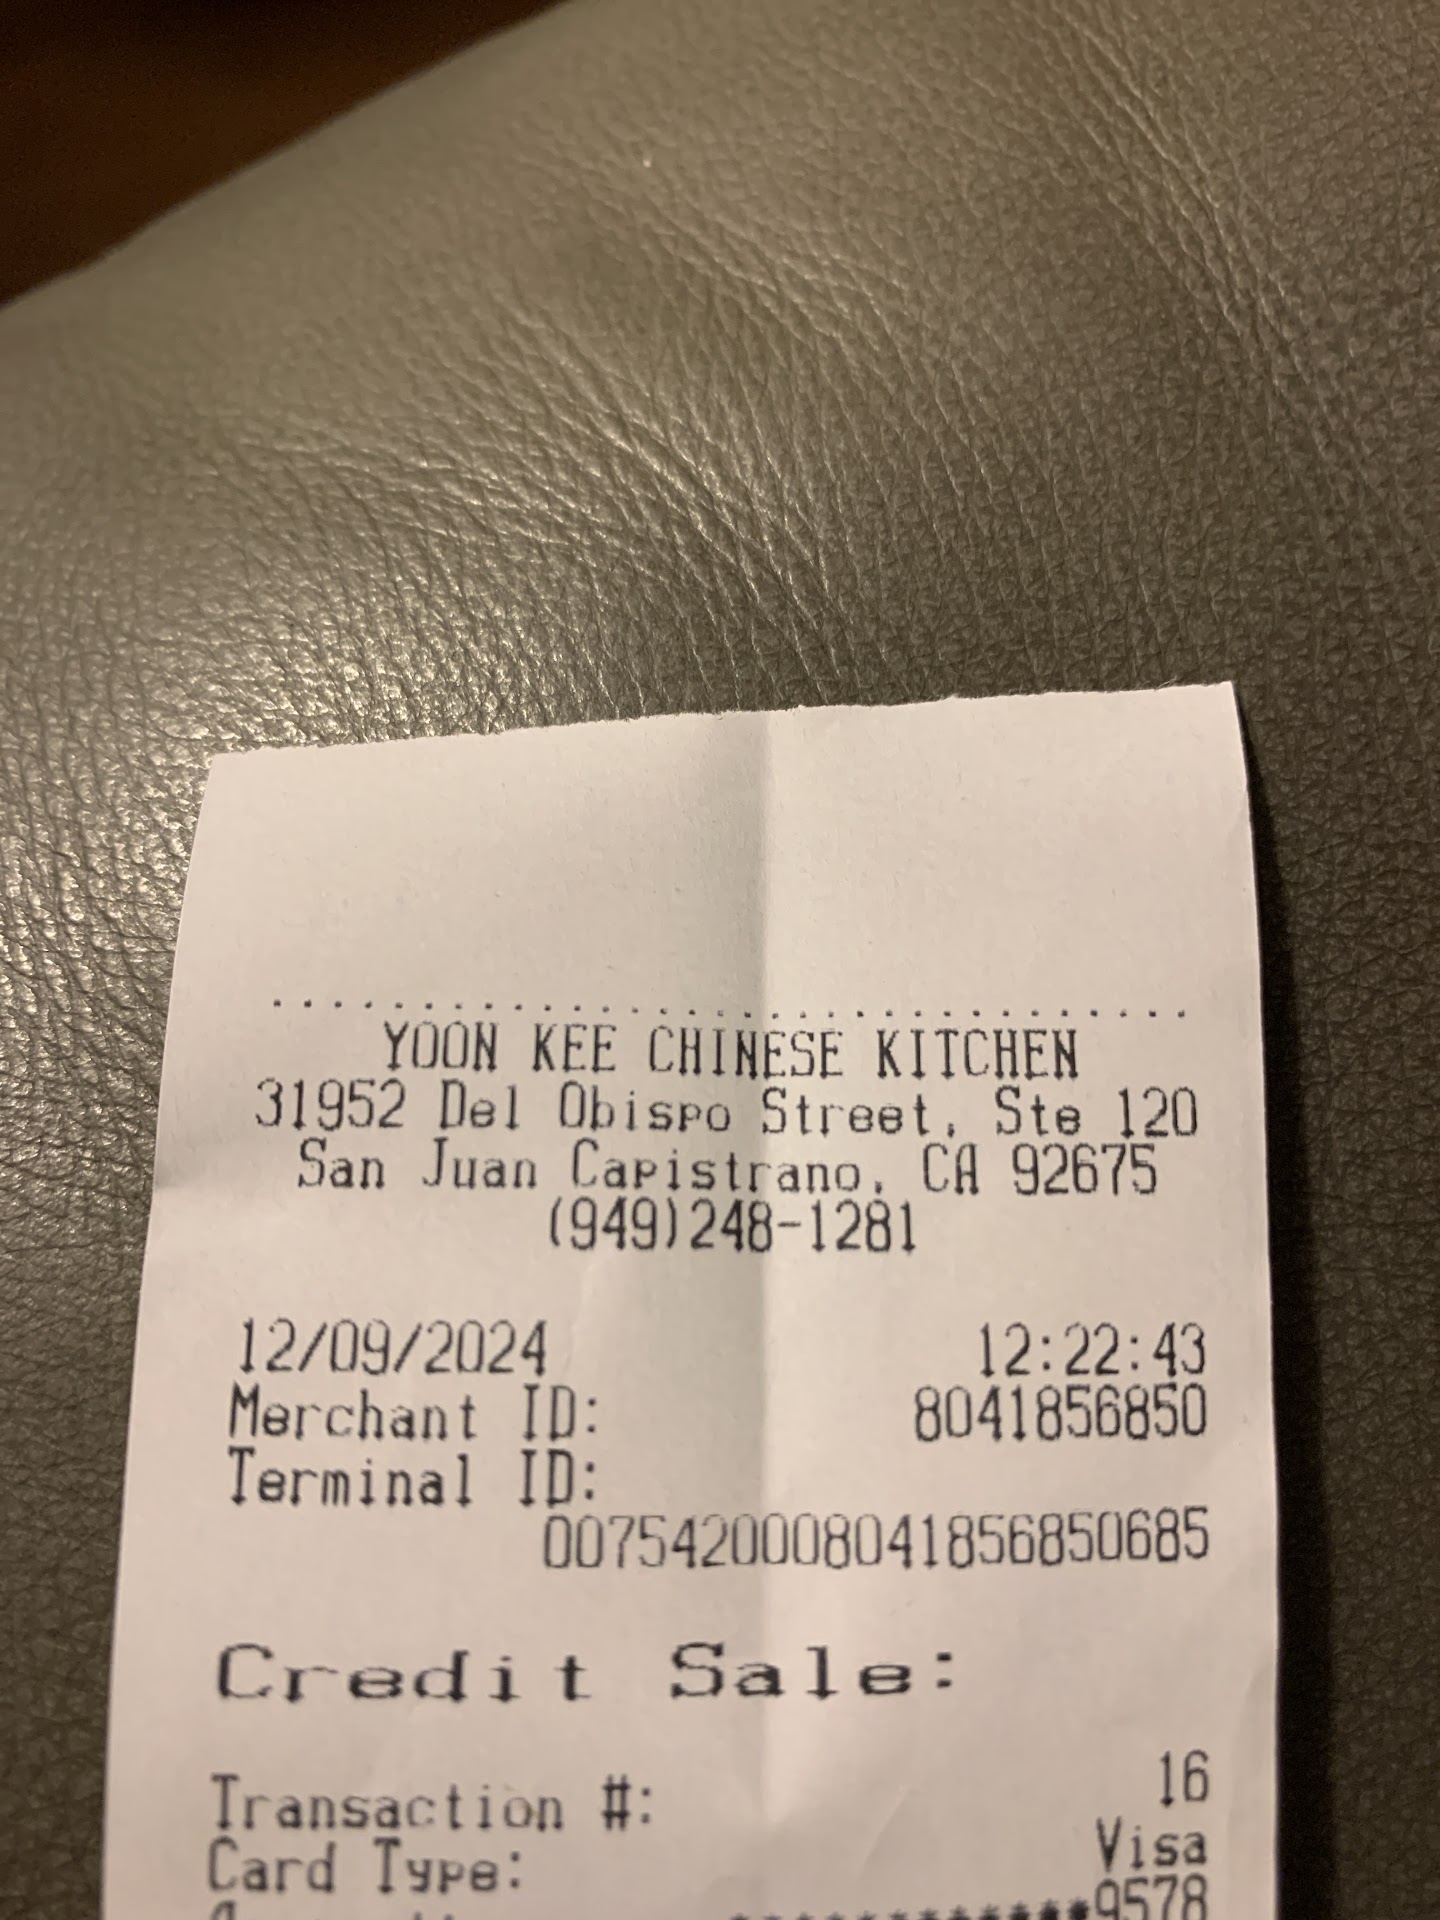 ................................
YOON KEE CHINESE KITCHEN
31952 Del Obispo Street, Ste 120
San Juan Capistrano, CA 92675
(949)248-1281
12/09/2024 12:22:43
Merchant ID: 8041856850
Terminal ID:
0075420008041856850685
Credit Sale:
Transaction #: 16
Card Type: Visa
************9578